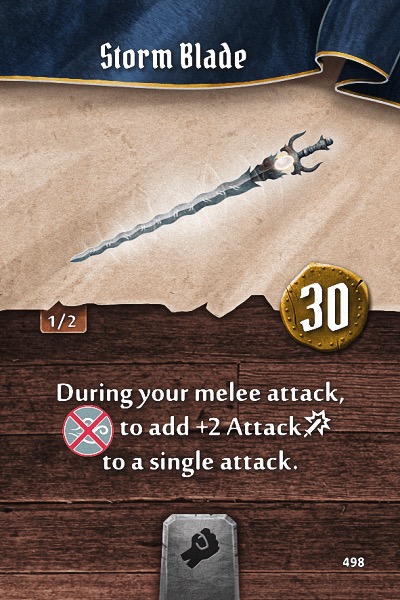 Storm Blade
30
1/2
During your melee attack,
to add +2 Attack
to a single attack.
498